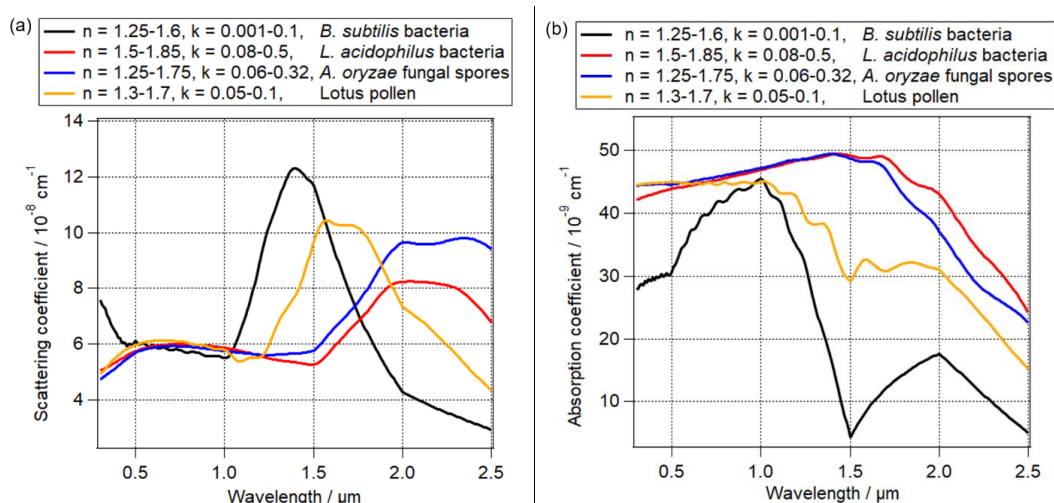 (a)
n = 1.25-1.6, k = 0.001-0.1, B. subtilis bacteria
n = 1.5-1.85, k = 0.08-0.5, L. acidophilus bacteria
n = 1.25-1.75, k = 0.06-0.32, A. oryzae fungal spores
n = 1.3-1.7, k = 0.05-0.1, Lotus pollen
14
12
10
8
6
4
Scattering coefficient / 10⁻⁸ cm⁻¹
0.5 1.0 1.5 2.0 2.5
Wavelength / µm
(b)
n = 1.25-1.6, k = 0.001-0.1, B. subtilis bacteria
n = 1.5-1.85, k = 0.08-0.5, L. acidophilus bacteria
n = 1.25-1.75, k = 0.06-0.32, A. oryzae fungal spores
n = 1.3-1.7, k = 0.05-0.1, Lotus pollen
50
40
30
20
10
Absorption coefficient / 10⁻⁹ cm⁻¹
0.5 1.0 1.5 2.0 2.5
Wavelength / µm